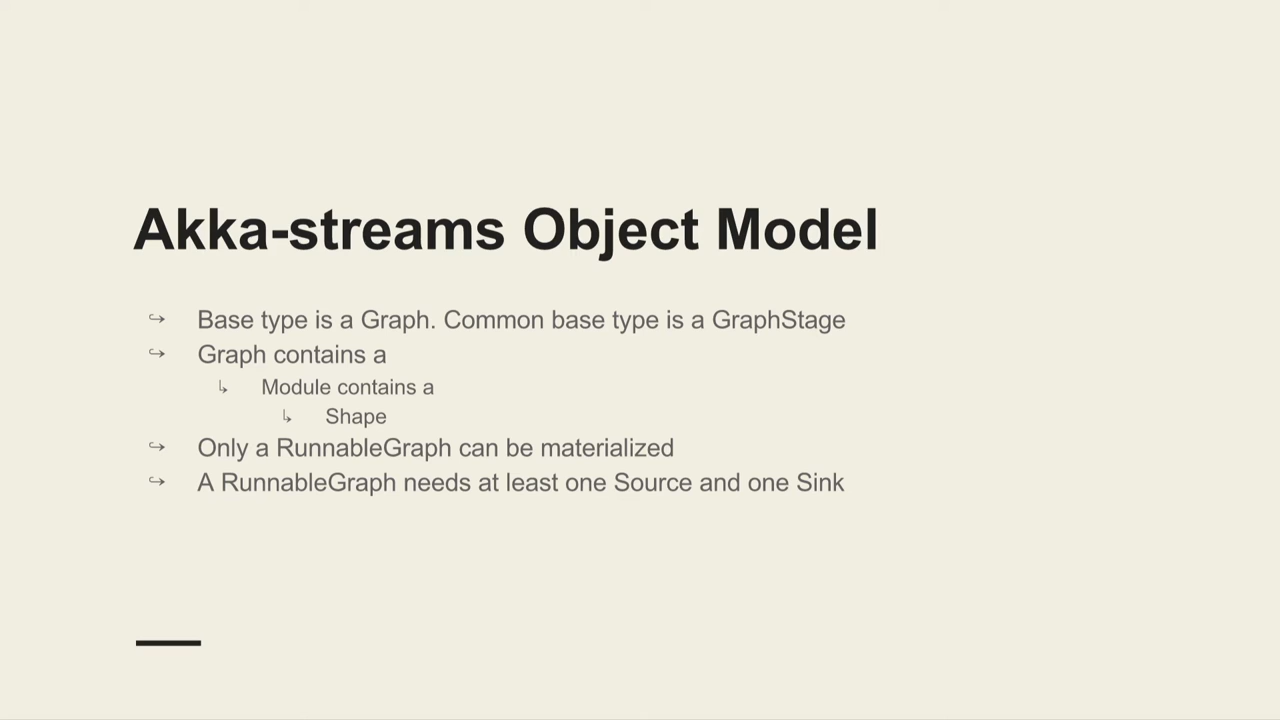 Akka-streams Object Model
↪ Base type is a Graph. Common base type is a GraphStage
↪ Graph contains a
↳ Module contains a
↳ Shape
↪ Only a RunnableGraph can be materialized
↪ A RunnableGraph needs at least one Source and one Sink